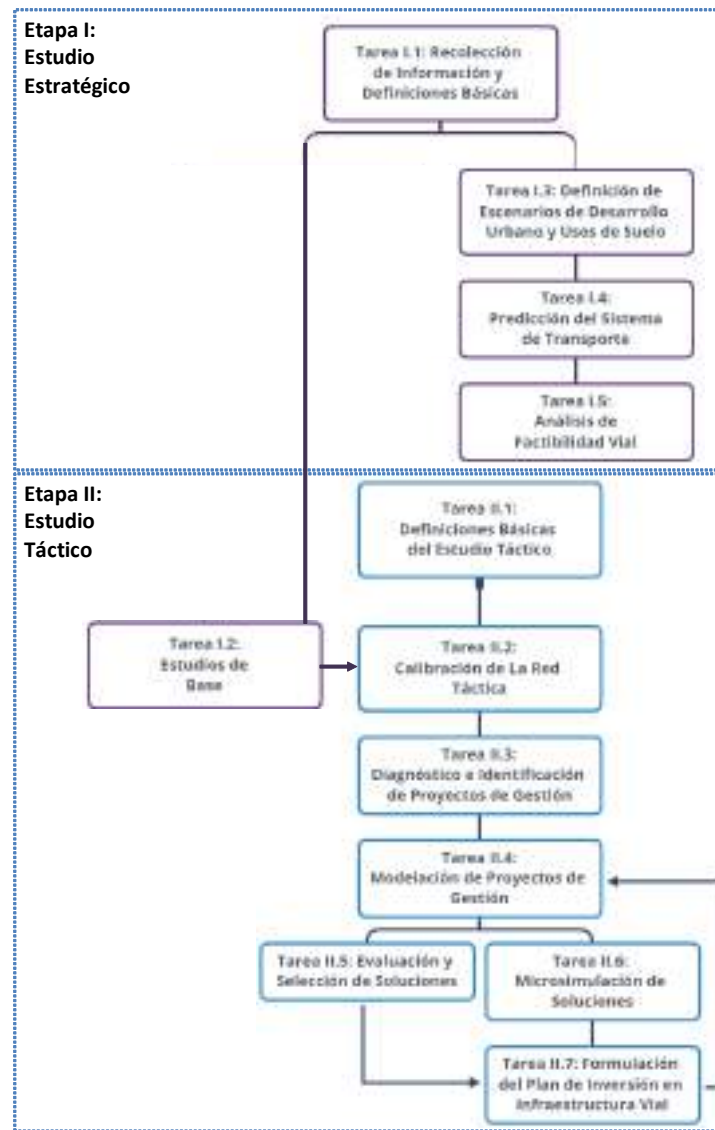 Etapa I:
Estudio
Estratégico
Tarea I.1: Recolección
de Información y
Definiciones Básicas
Tarea I.3: Definición de
Escenarios de Desarrollo
Urbano y Usos de Suelo
Tarea I.4:
Predicción del Sistema
de Transporte
Tarea I.5:
Análisis de
Factibilidad Vial
Etapa II:
Estudio
Táctico
Tarea II.1:
Definiciones Básicas
del Estudio Táctico
Tarea I.2:
Estudios de
Base
Tarea II.2:
Calibración de La Red
Táctica
Tarea II.3:
Diagnóstico e Identificación
de Proyectos de Gestión
Tarea II.4:
Modelación de Proyectos de
Gestión
Tarea II.5: Evaluación y
Selección de Soluciones
Tarea II.6:
Microsimulación de
Soluciones
Tarea II.7: Formulación
del Plan de Inversión en
Infraestructura Vial